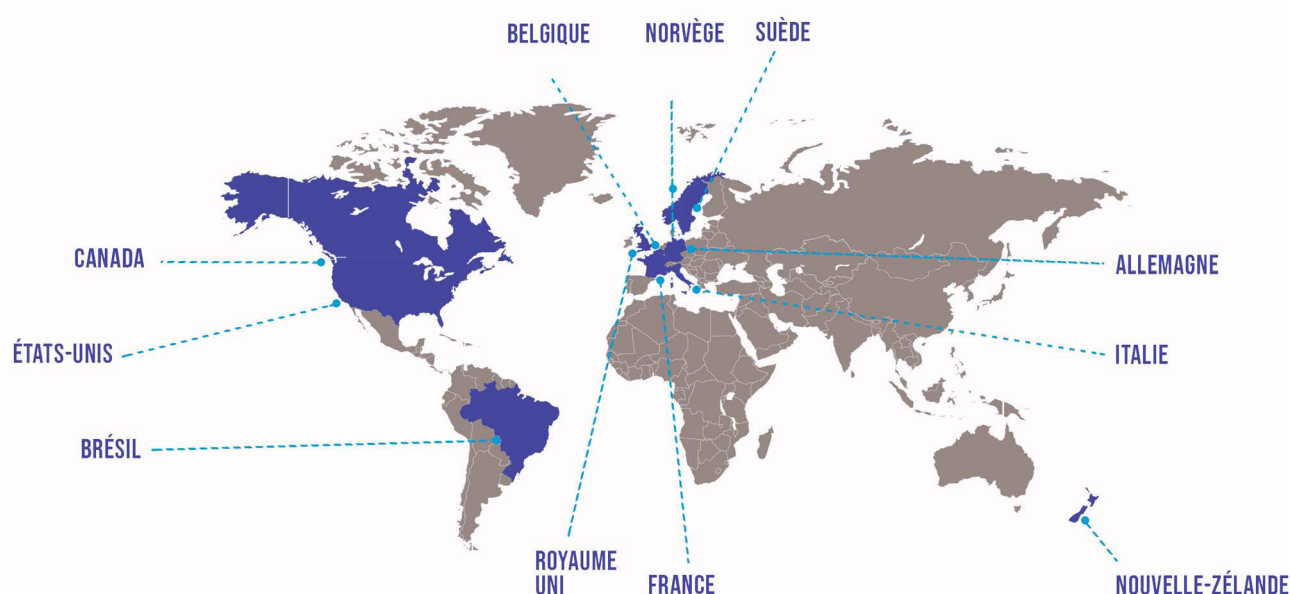 BELGIQUE
NORVÈGE
SUÈDE
CANADA
ALLEMAGNE
ÉTATS-UNIS
ITALIE
BRÉSIL
ROYAUME
UNI
FRANCE
NOUVELLE-ZÉLANDE